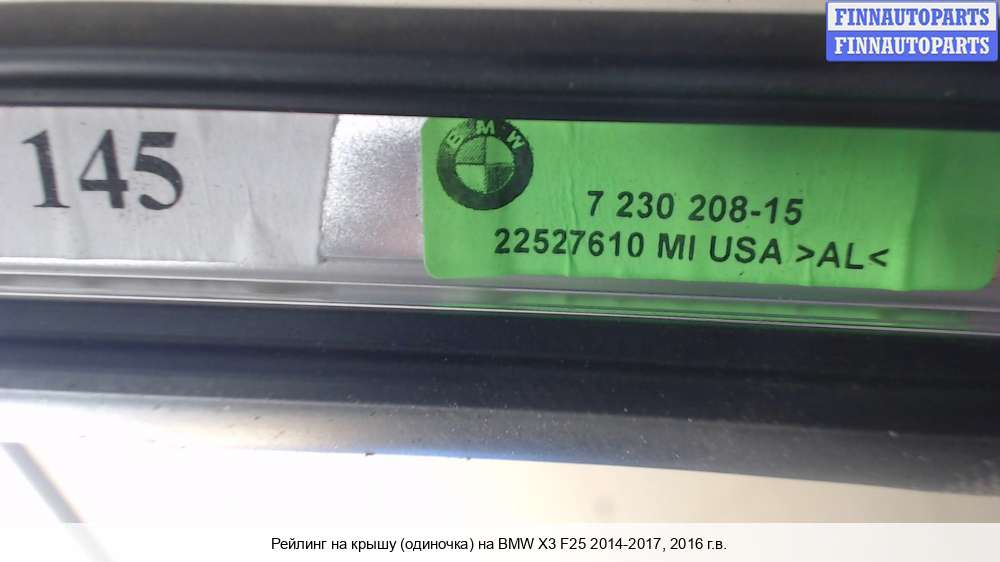 FINNAUTOPARTS
FINNAUTOPARTS
145
BMW
7 230 208-15
22527610 MI USA >AL<
Рейлинг на крышу (одиночка) на BMW X3 F25 2014-2017, 2016 г.в.